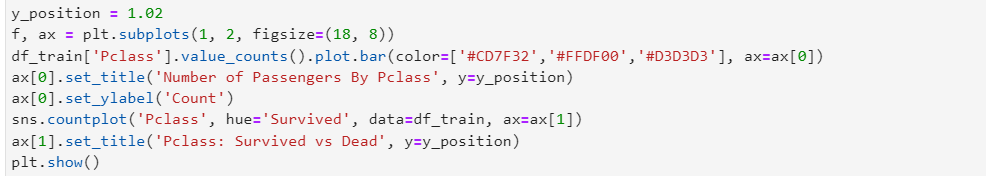 y_position = 1.02
f, ax = plt.subplots(1, 2, figsize=(18, 8))
df_train['Pclass'].value_counts().plot.bar(color=['#CD7F32','#FFDF00','#D3D3D3'], ax=ax[0])
ax[0].set_title('Number of Passengers By Pclass', y=y_position)
ax[0].set_ylabel('Count')
sns.countplot('Pclass', hue='Survived', data=df_train, ax=ax[1])
ax[1].set_title('Pclass: Survived vs Dead', y=y_position)
plt.show()